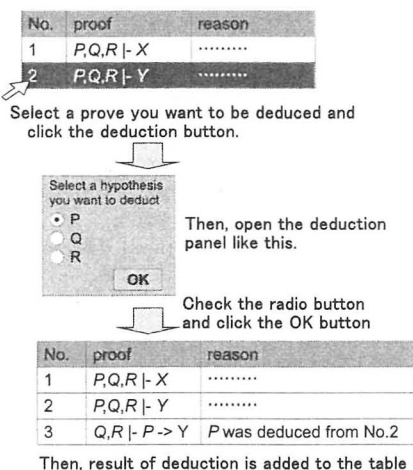 No. proof reason
1 P,Q,R |- X ·········
2 P,Q,R |- Y ·········
Select a prove you want to be deduced and
click the deduction button.
Select a hypothesis
you want to deduct
P
Q
R
OK
Then, open the deduction
panel like this.
Check the radio button
and click the OK button
No. proof reason
1 P,Q,R |- X ·········
2 P,Q,R |- Y ·········
3 Q,R |- P -> Y P was deduced from No.2
Then, result of deduction is added to the table